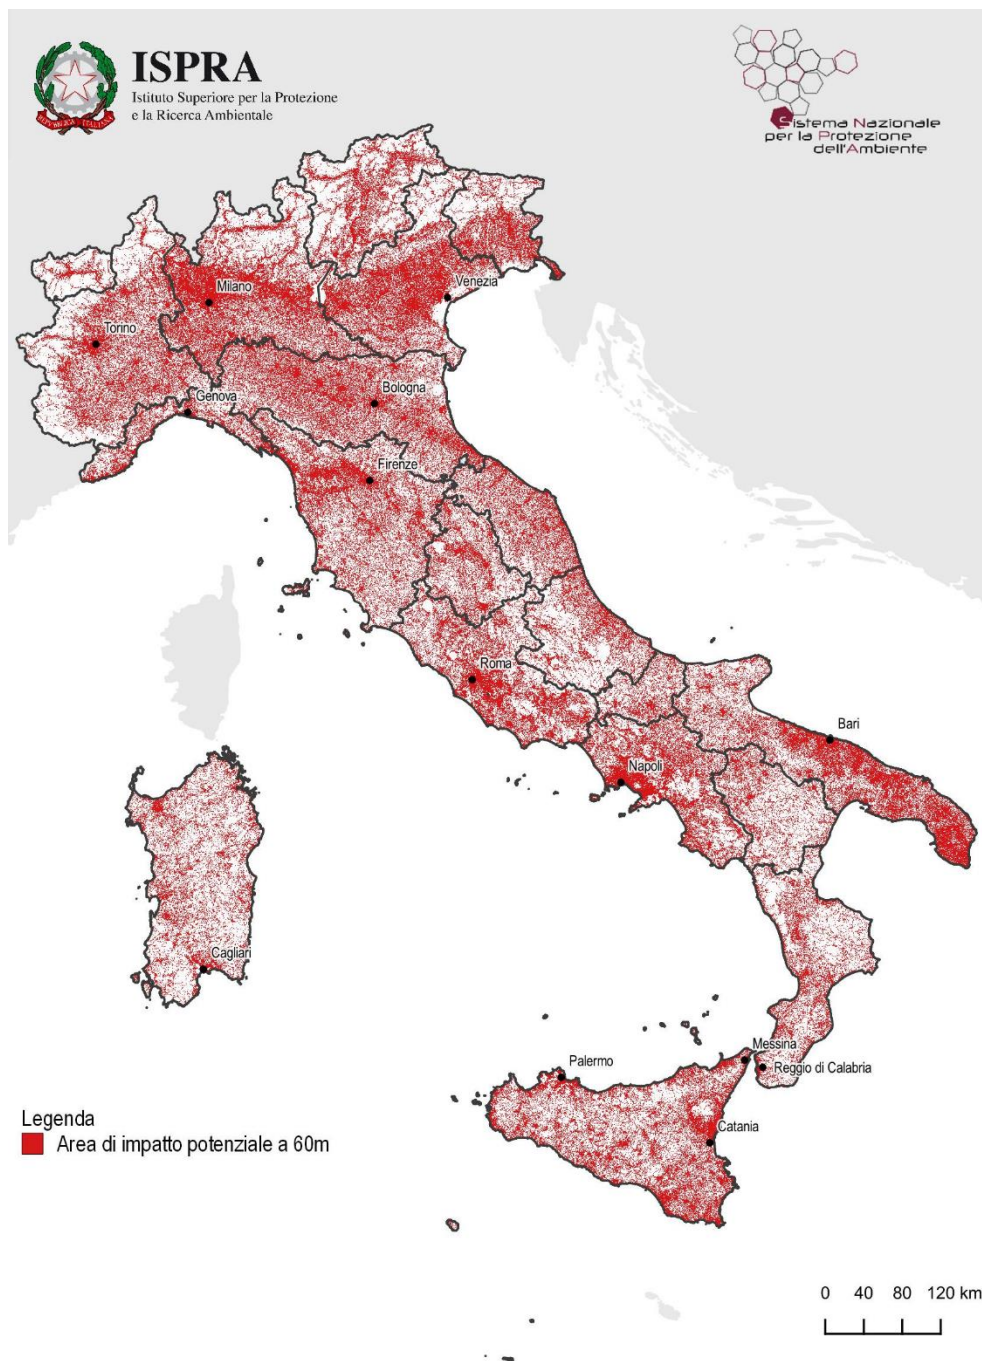 ISPRA
Istituto Superiore per la Protezione
e la Ricerca Ambientale
REPVBBLICA ITALIANA
Sistema Nazionale
per la Protezione
dell'Ambiente
Milano
Venezia
Torino
Bologna
Genova
Firenze
Roma
Bari
Napoli
Cagliari
Messina
Palermo
Reggio di Calabria
Catania
Legenda
Area di impatto potenziale a 60m
0 40 80 120 km